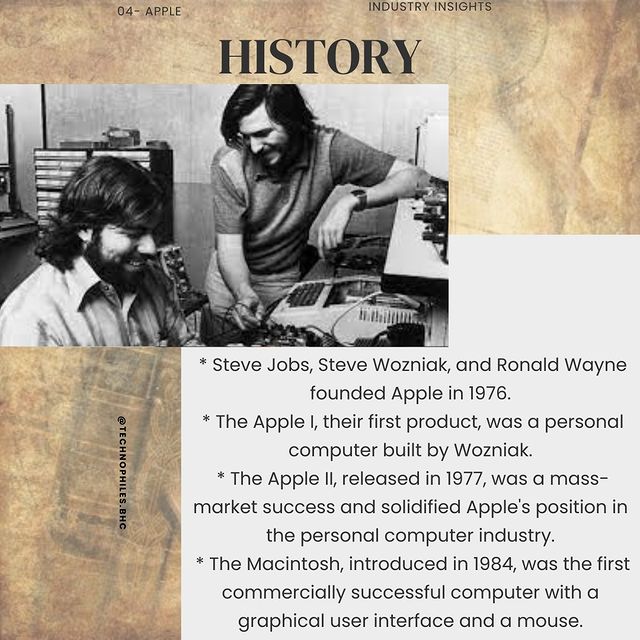 04- APPLE
INDUSTRY INSIGHTS
HISTORY
* Steve Jobs, Steve Wozniak, and Ronald Wayne
founded Apple in 1976.
* The Apple I, their first product, was a personal
computer built by Wozniak.
* The Apple II, released in 1977, was a mass-
market success and solidified Apple's position in
the personal computer industry.
* The Macintosh, introduced in 1984, was the first
commercially successful computer with a
graphical user interface and a mouse.
@TECHNOPHILES.BHC